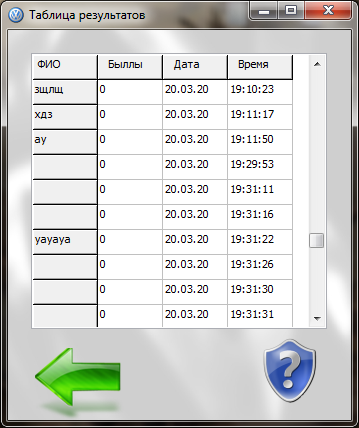 Таблица результатов
ФИО Быллы Дата Время
зщлщ 0 20.03.20 19:10:23
хдз 0 20.03.20 19:11:17
ау 0 20.03.20 19:11:50
0 20.03.20 19:29:53
0 20.03.20 19:31:11
0 20.03.20 19:31:16
уауауа 0 20.03.20 19:31:22
0 20.03.20 19:31:26
0 20.03.20 19:31:30
0 20.03.20 19:31:31